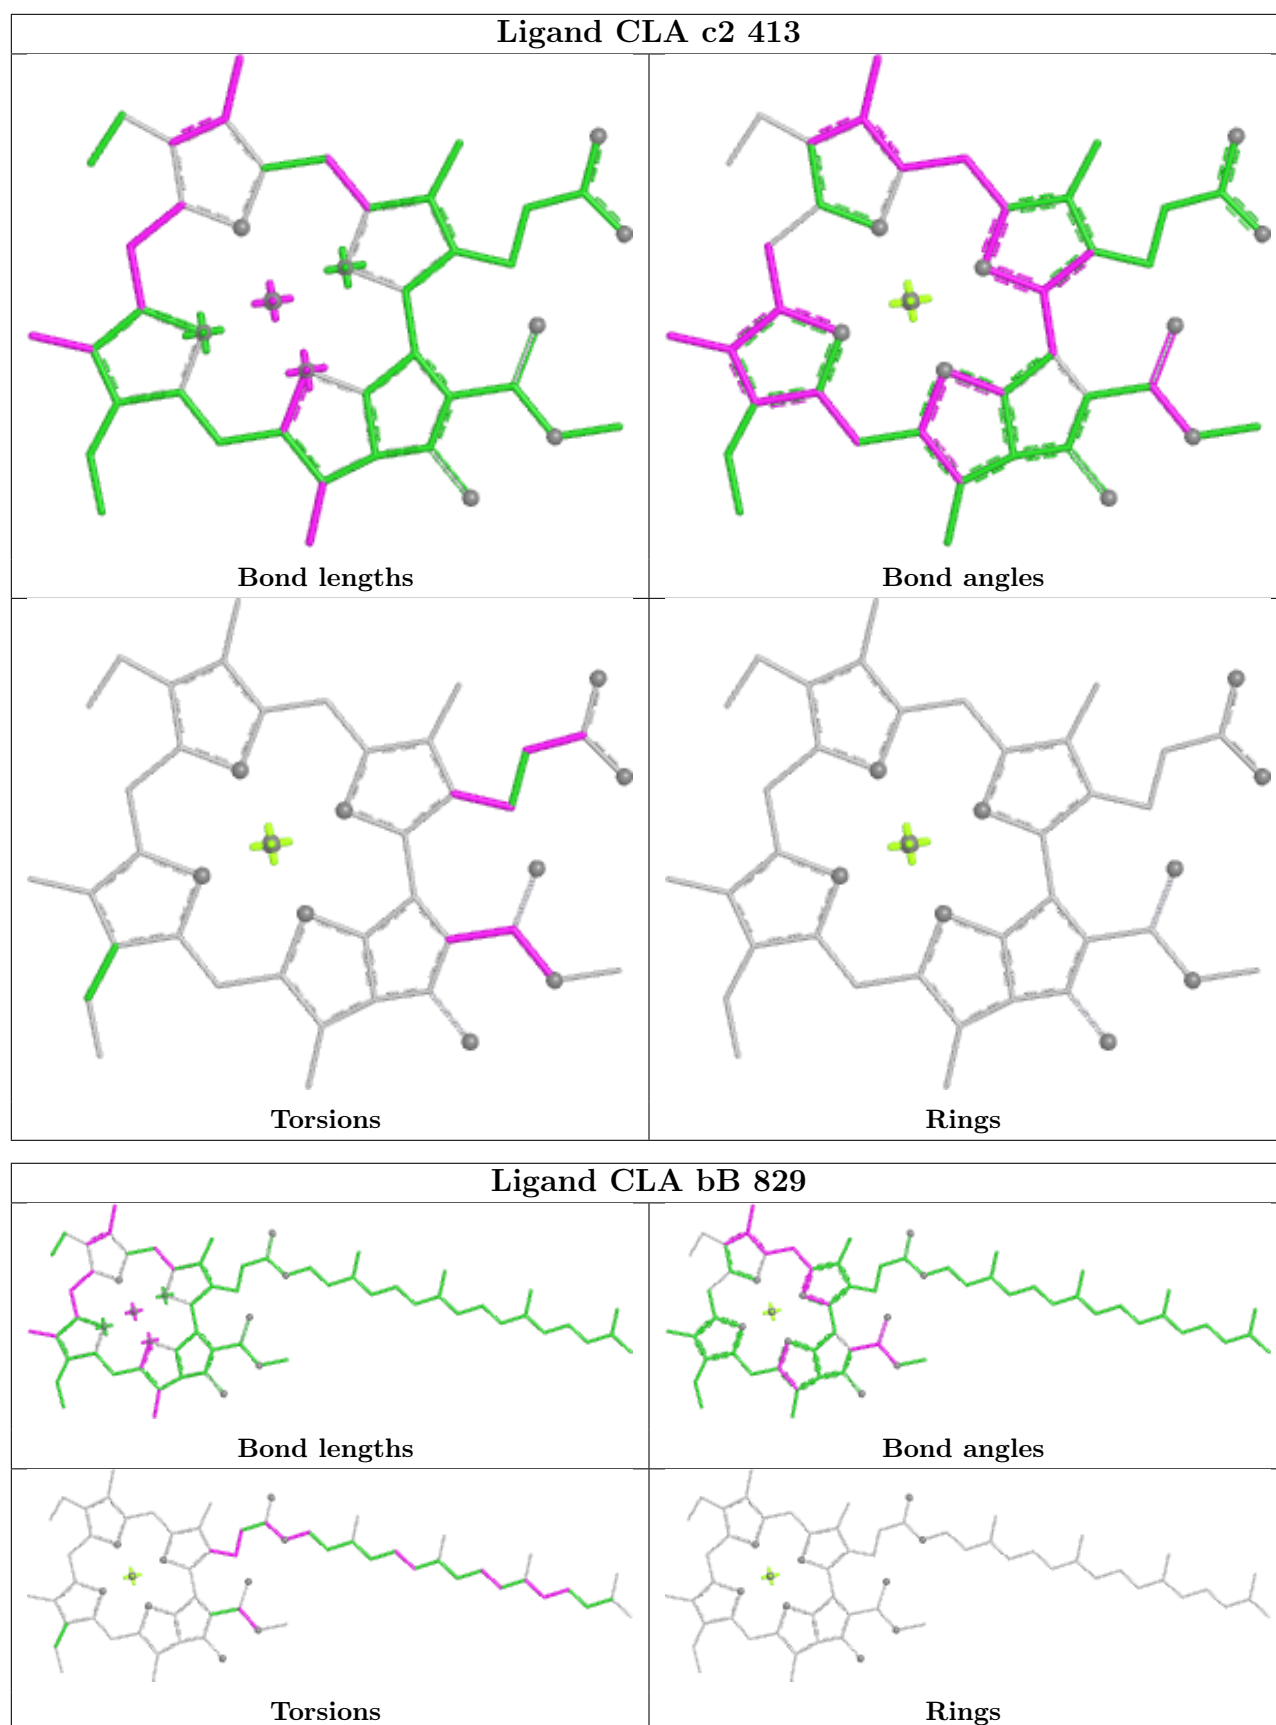 Ligand CLA c2 413
Bond lengths
Bond angles
Torsions
Rings
Ligand CLA bB 829
Bond lengths
Bond angles
Torsions
Rings